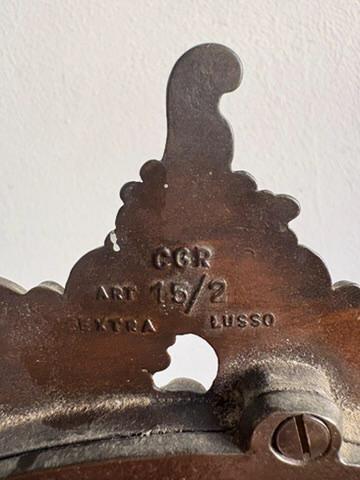 CGR
ART 15/2
EXTRA LUSSO